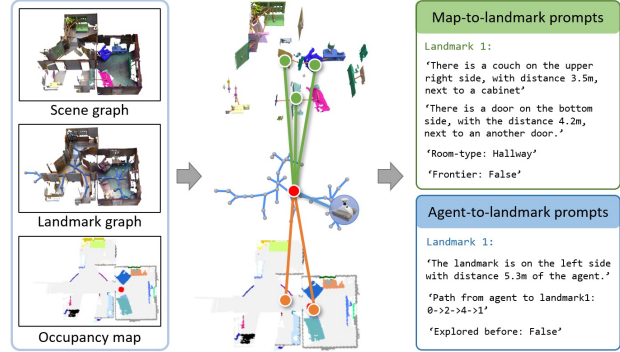 Scene graph
Landmark graph
Occupancy map
Map-to-landmark prompts
Landmark 1:
‘There is a couch on the upper
right side, with distance 3.5m,
next to a cabinet’
‘There is a door on the bottom
side, with the distance 4.2m,
next to an another door.’
‘Room-type: Hallway’
‘Frontier: False’
Agent-to-landmark prompts
Landmark 1:
‘The landmark is on the left side
with distance 5.3m of the agent.’
‘Path from agent to landmark1:
0->2->4->1’
‘Explored before: False’